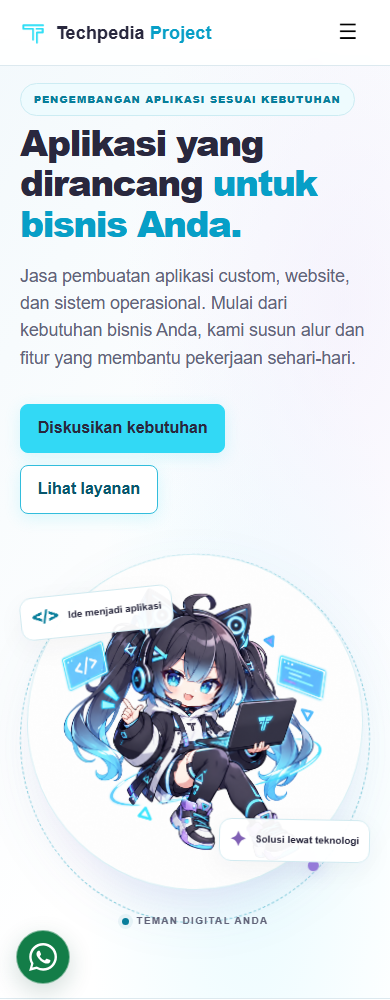 Techpedia Project
PENGEMBANGAN APLIKASI SESUAI KEBUTUHAN
Aplikasi yang
dirancang untuk
bisnis Anda.
Jasa pembuatan aplikasi custom, website,
dan sistem operasional. Mulai dari
kebutuhan bisnis Anda, kami susun alur dan
fitur yang membantu pekerjaan sehari-hari.
Diskusikan kebutuhan
Lihat layanan
</> Ide menjadi aplikasi
</>
Solusi lewat teknologi
TEMAN DIGITAL ANDA